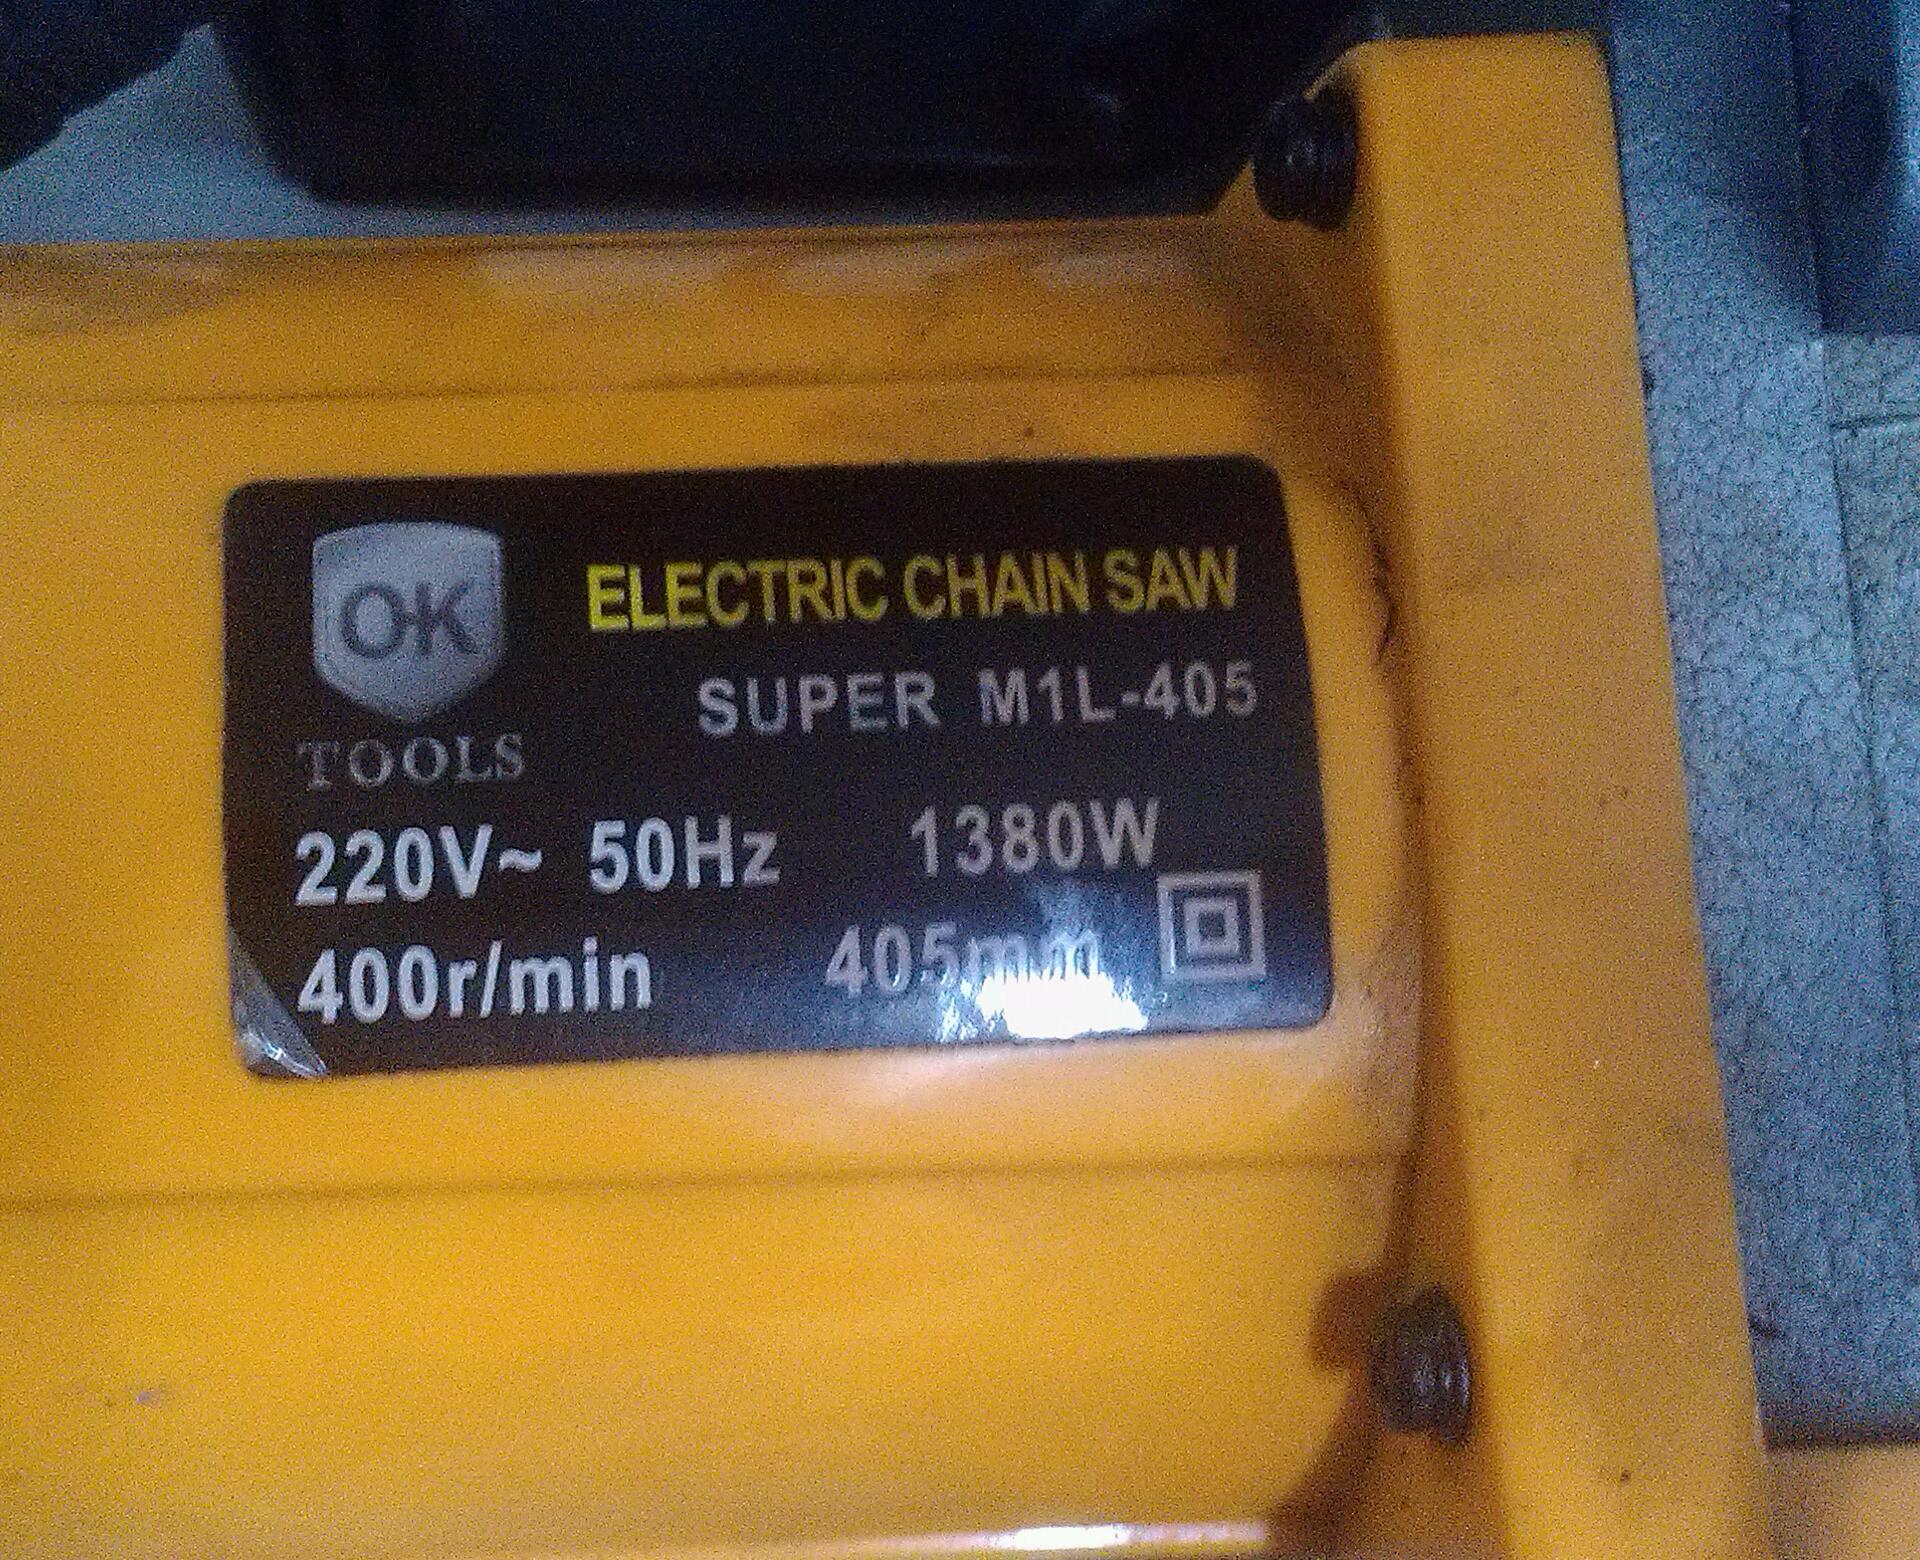 OK
TOOLS
ELECTRIC CHAIN SAW
SUPER M1L-405
220V~ 50Hz 1380W
400r/min 405mm